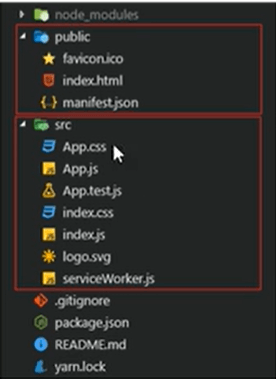 node_modules
public
favicon.ico
index.html
manifest.json
src
App.css
App.js
App.test.js
index.css
index.js
logo.svg
serviceWorker.js
.gitignore
package.json
README.md
yarn.lock